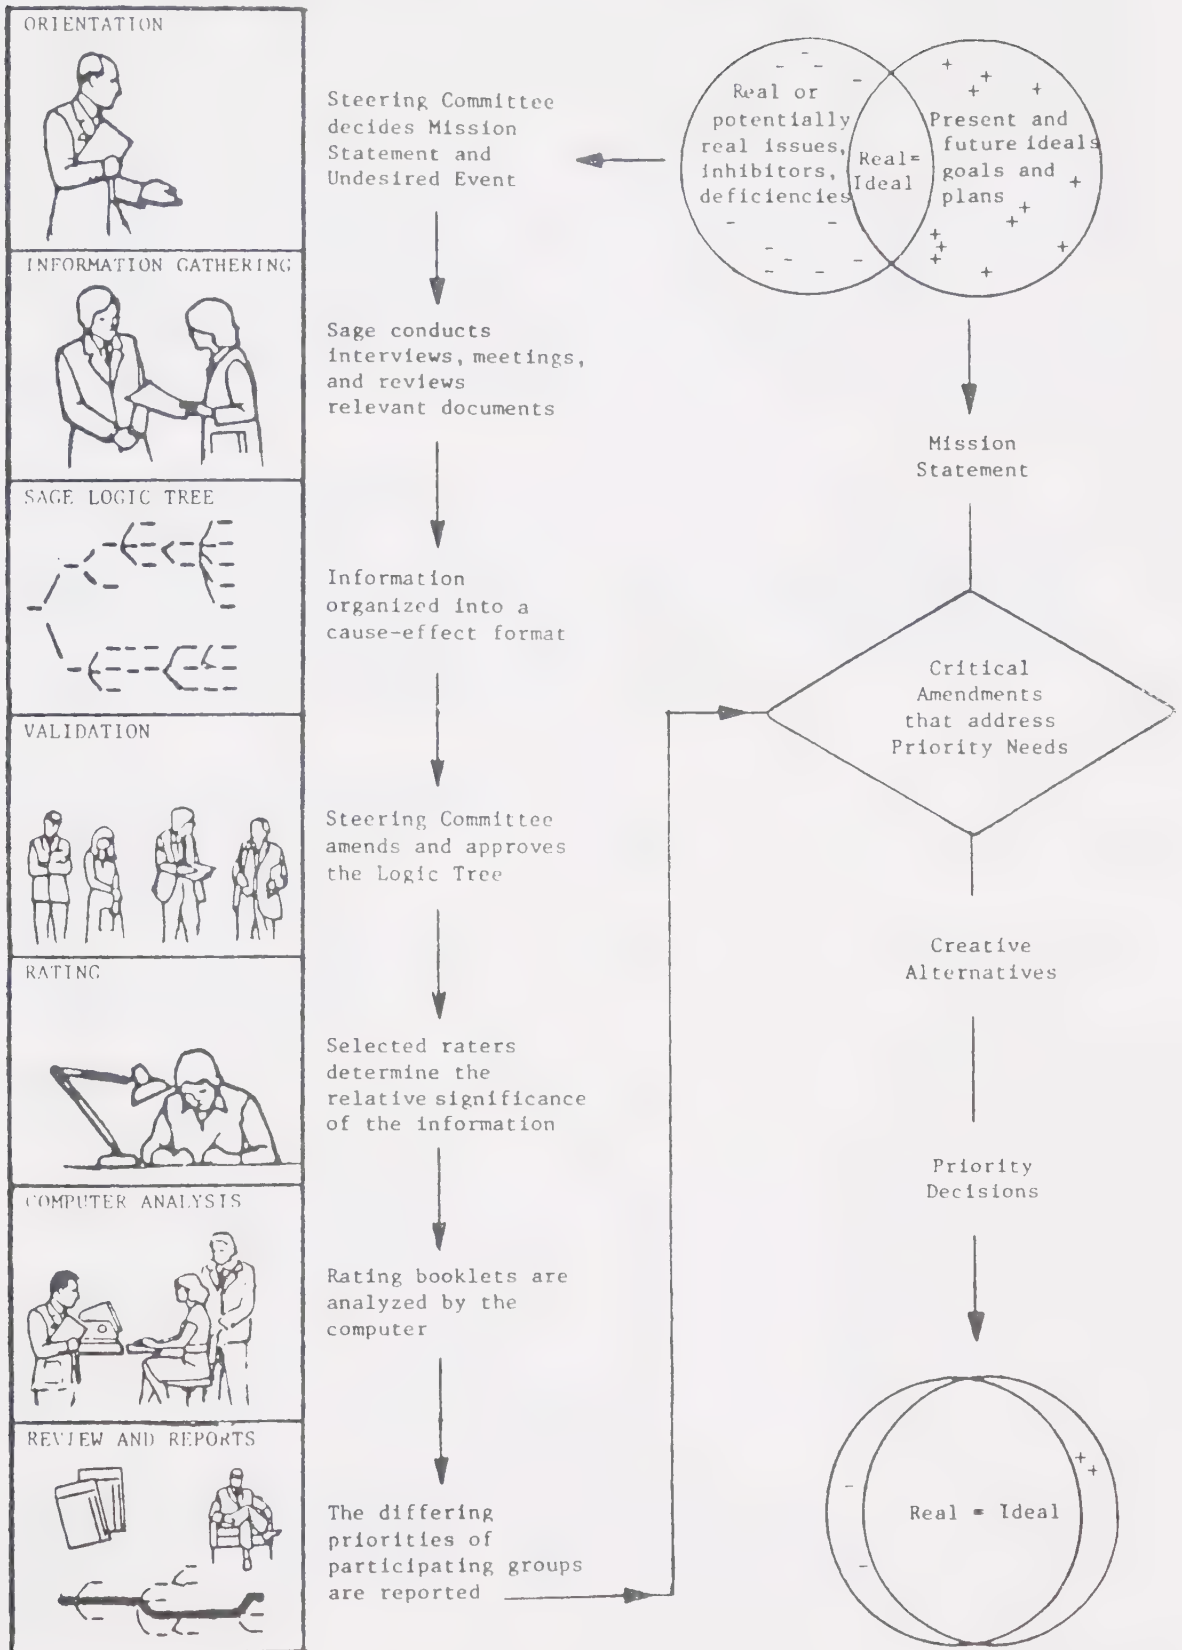 ORIENTATION
Steering Committee
decides Mission
Statement and
Undesired Event
INFORMATION GATHERING
Sage conducts
interviews, meetings,
and reviews
relevant documents
SAGE LOGIC TREE
Information
organized into a
cause-effect format
VALIDATION
Steering Committee
amends and approves
the Logic Tree
RATING
Selected raters
determine the
relative significance
of the information
COMPUTER ANALYSIS
Rating booklets are
analyzed by the
computer
REVIEW AND REPORTS
The differing
priorities of
participating groups
are reported
Real or
potentially
real issues,
inhibitors,
deficiencies
Real=
Ideal
Present and
future ideals
goals and
plans
Mission
Statement
Critical
Amendments
that address
Priority Needs
Creative
Alternatives
Priority
Decisions
Real = Ideal